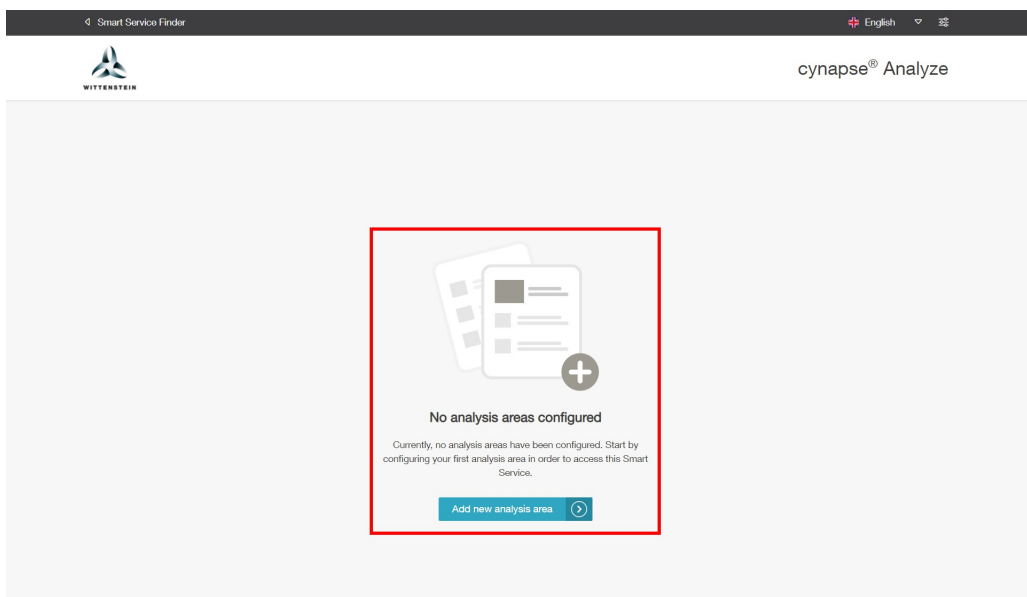 Smart Service Finder
English
WITTENSTEIN
cynapse® Analyze
No analysis areas configured
Currently, no analysis areas have been configured. Start by
configuring your first analysis area in order to access this Smart
Service.
Add new analysis area